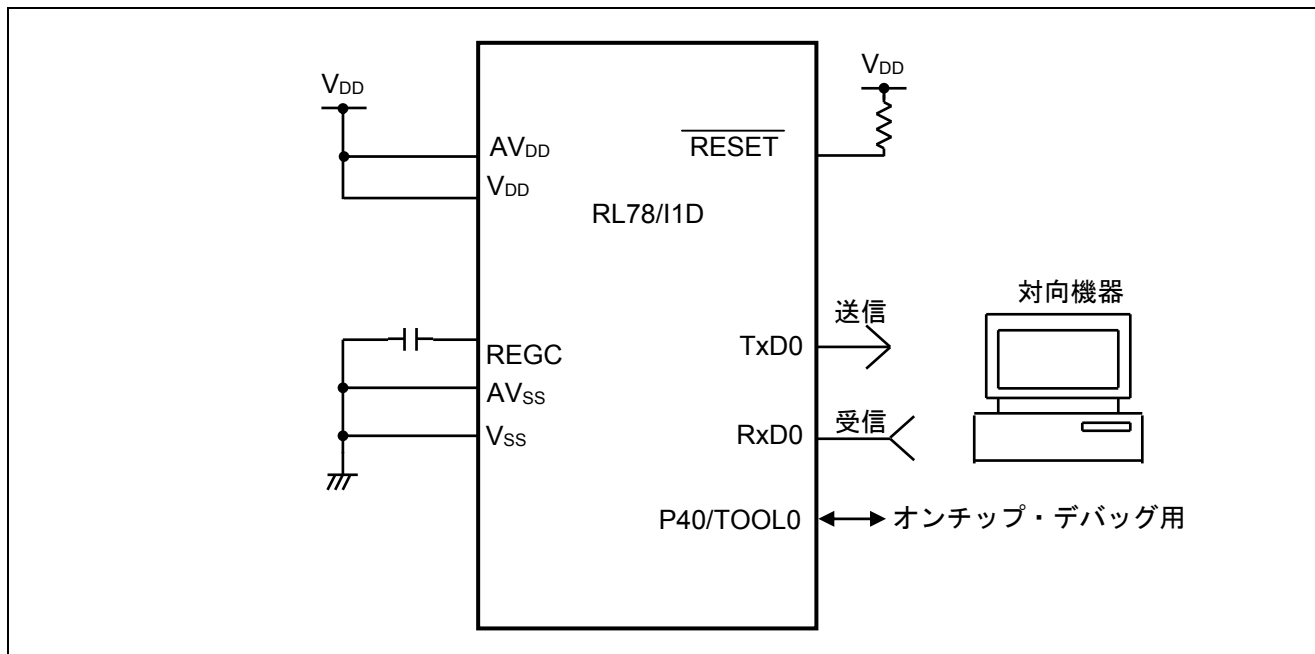 VDD
AVDD
VDD
REGC
AVSS
VSS
RL78/I1D
VDD
RESET
TxD0
送信
RxD0
受信
対向機器
P40/TOOL0
オンチップ・デバッグ用